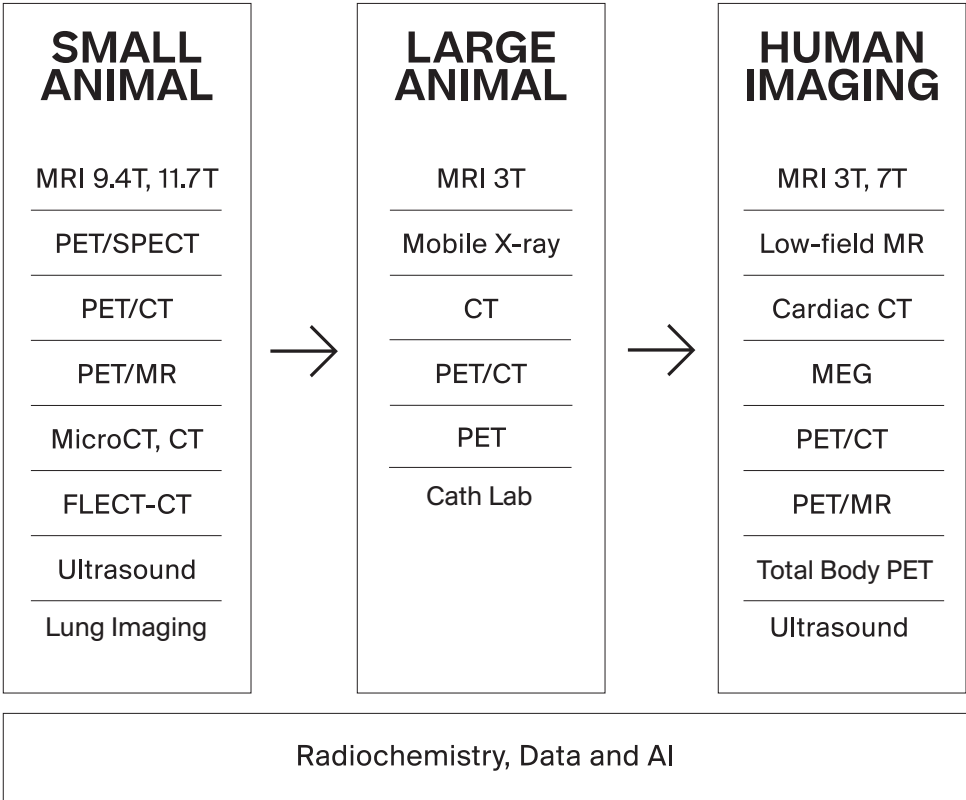 SMALL
ANIMAL
MRI 9.4T, 11.7T
PET/SPECT
PET/CT
PET/MR
MicroCT, CT
FLECT-CT
Ultrasound
Lung Imaging
LARGE
ANIMAL
MRI 3T
Mobile X-ray
CT
PET/CT
PET
Cath Lab
HUMAN
IMAGING
MRI 3T, 7T
Low-field MR
Cardiac CT
MEG
PET/CT
PET/MR
Total Body PET
Ultrasound
Radiochemistry, Data and AI